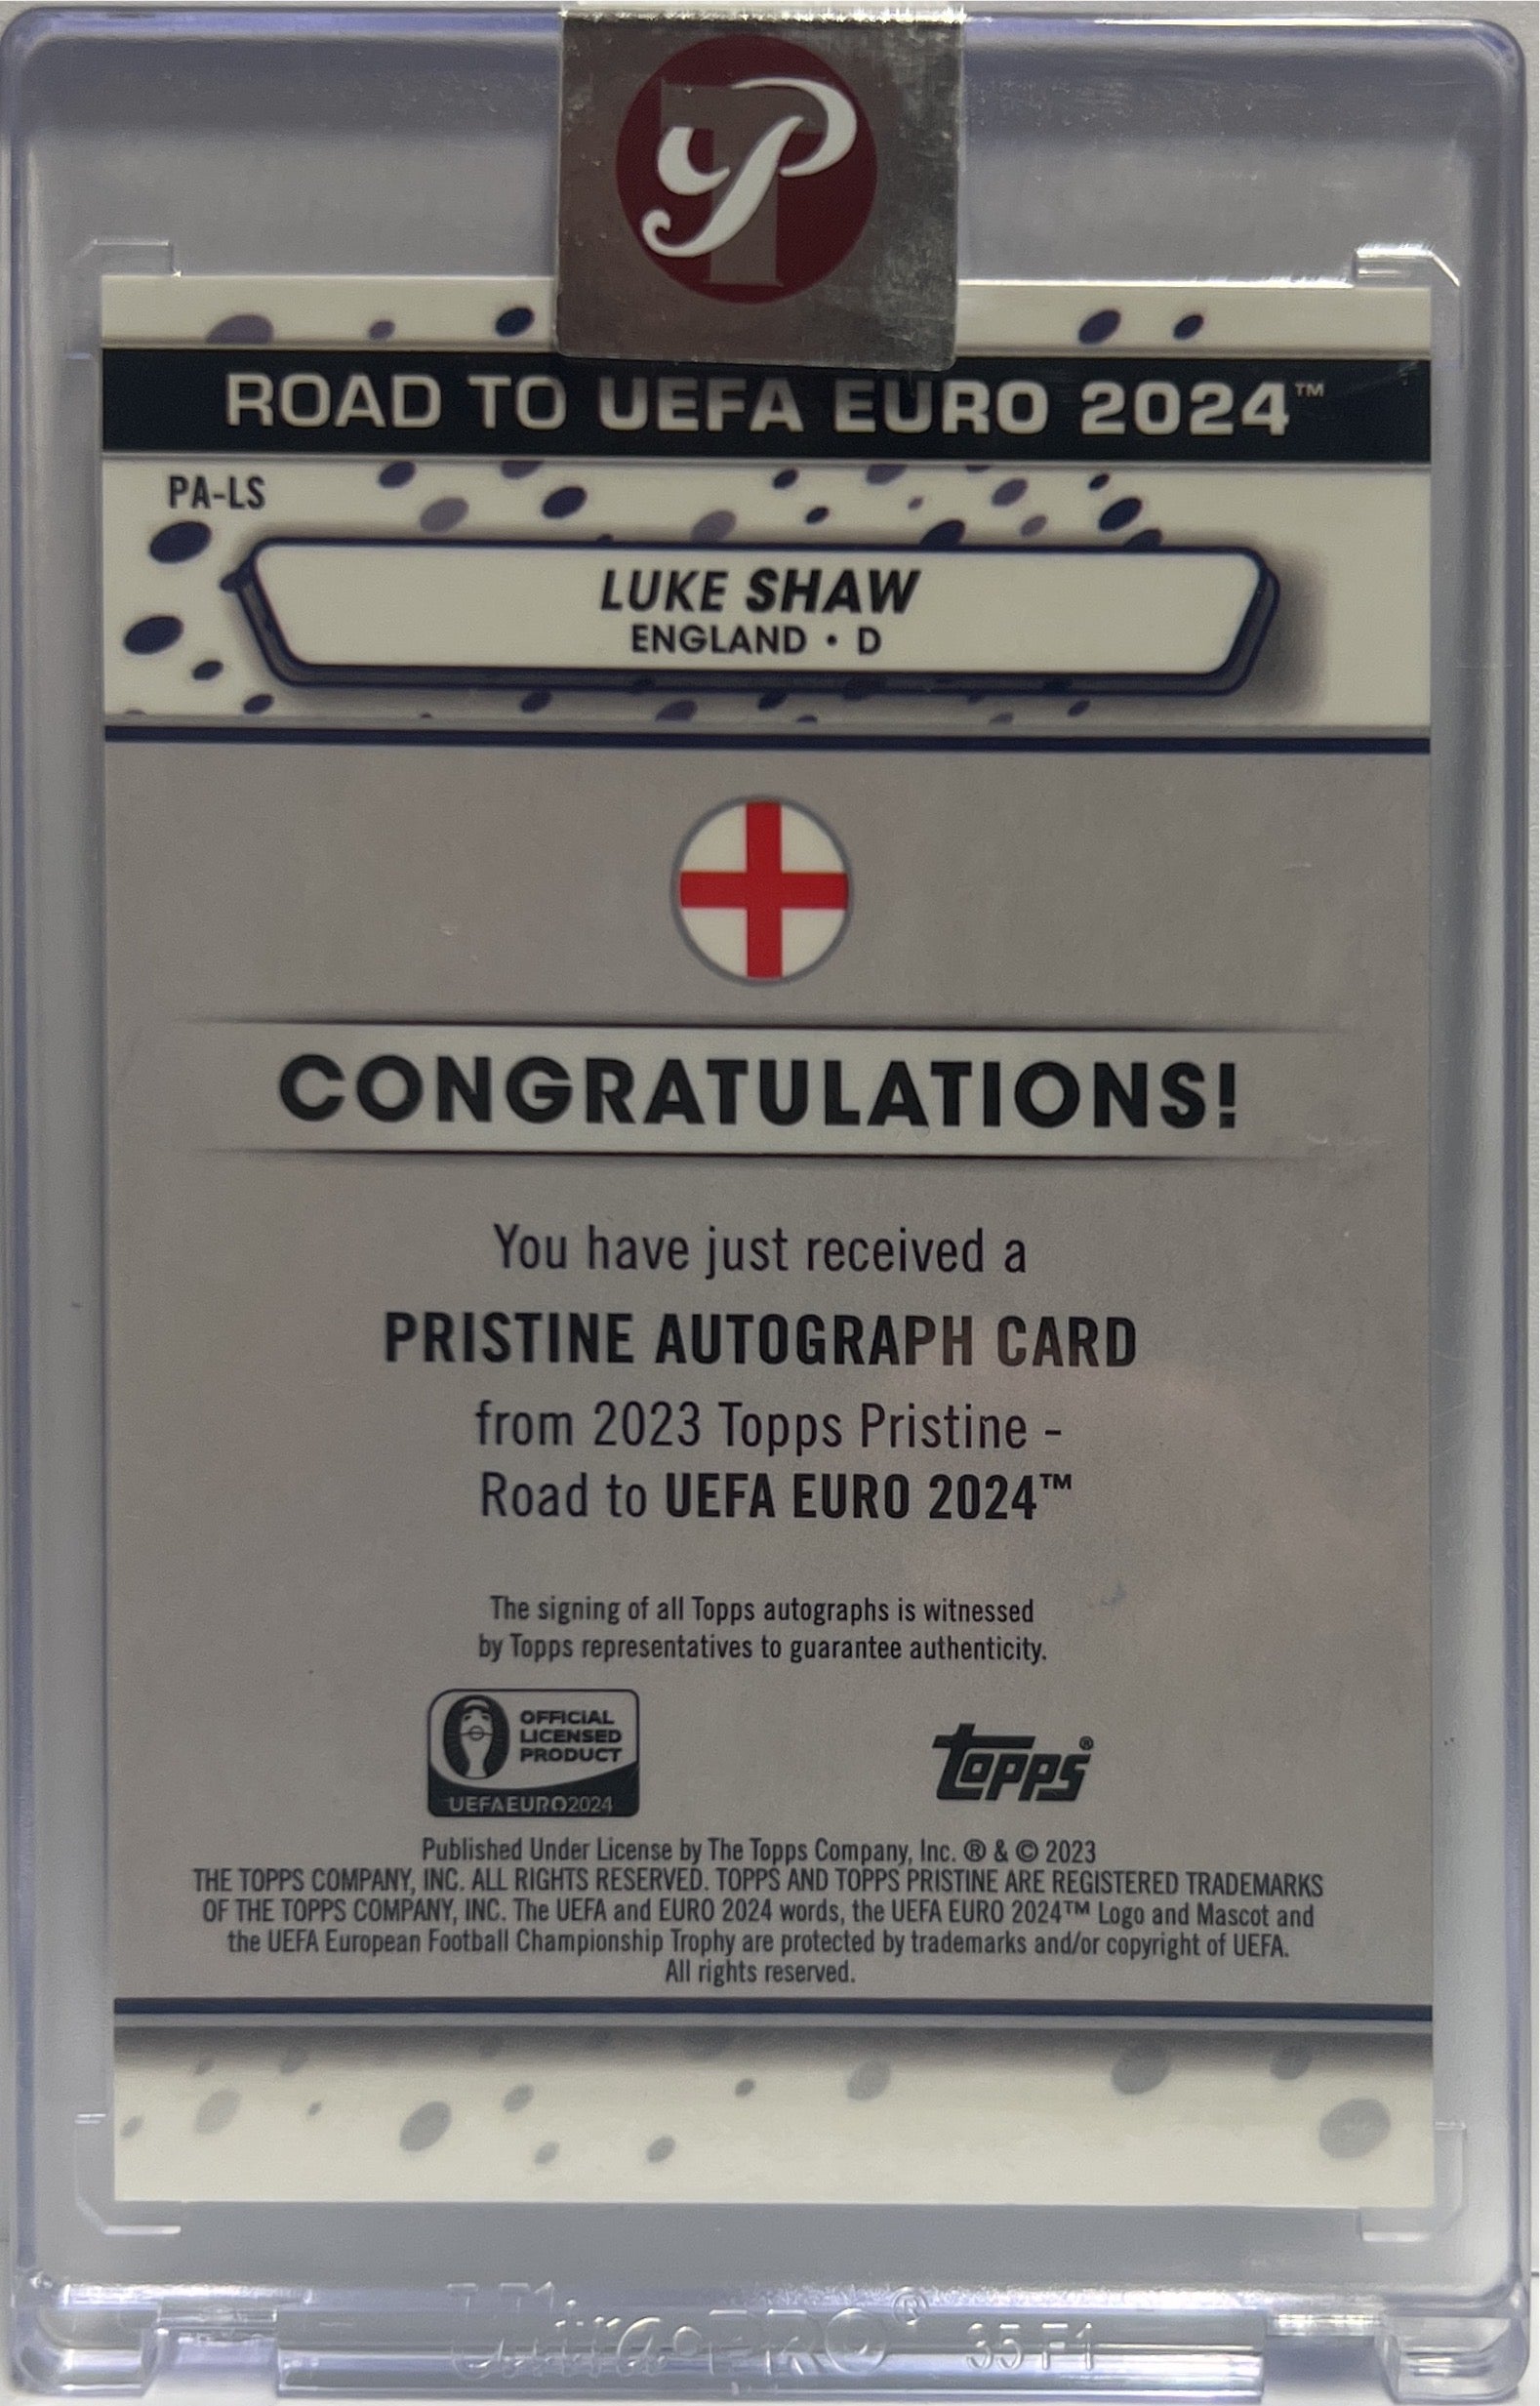 P
ROAD TO UEFA EURO 2024™
PA-LS
LUKE SHAW
ENGLAND • D
CONGRATULATIONS!
You have just received a
PRISTINE AUTOGRAPH CARD
from 2023 Topps Pristine -
Road to UEFA EURO 2024™
The signing of all Topps autographs is witnessed
by Topps representatives to guarantee authenticity.
OFFICIAL
LICENSED
PRODUCT
UEFAEURO2024
topps®
Published Under License by The Topps Company, Inc. ® & © 2023
THE TOPPS COMPANY, INC. ALL RIGHTS RESERVED. TOPPS AND TOPPS PRISTINE ARE REGISTERED TRADEMARKS
OF THE TOPPS COMPANY, INC. The UEFA and EURO 2024 words, the UEFA EURO 2024™ Logo and Mascot and
the UEFA European Football Championship Trophy are protected by trademarks and/or copyright of UEFA.
All rights reserved.
Ultra•PRO® 35 F1